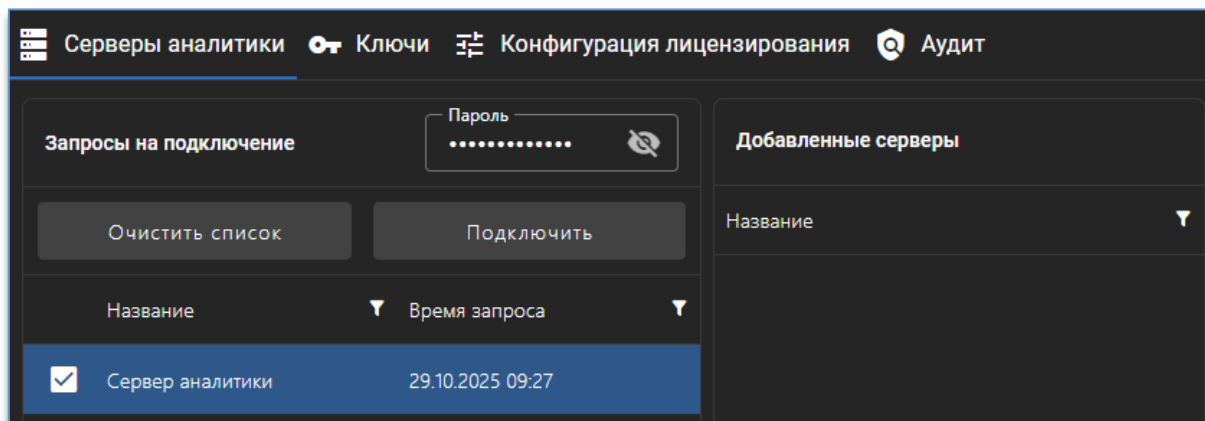 Серверы аналитики Ключи Конфигурация лицензирования Аудит
Запросы на подключение
Пароль
•••••••••••••
Очистить список Подключить
Название Время запроса
Сервер аналитики 29.10.2025 09:27
Добавленные серверы
Название